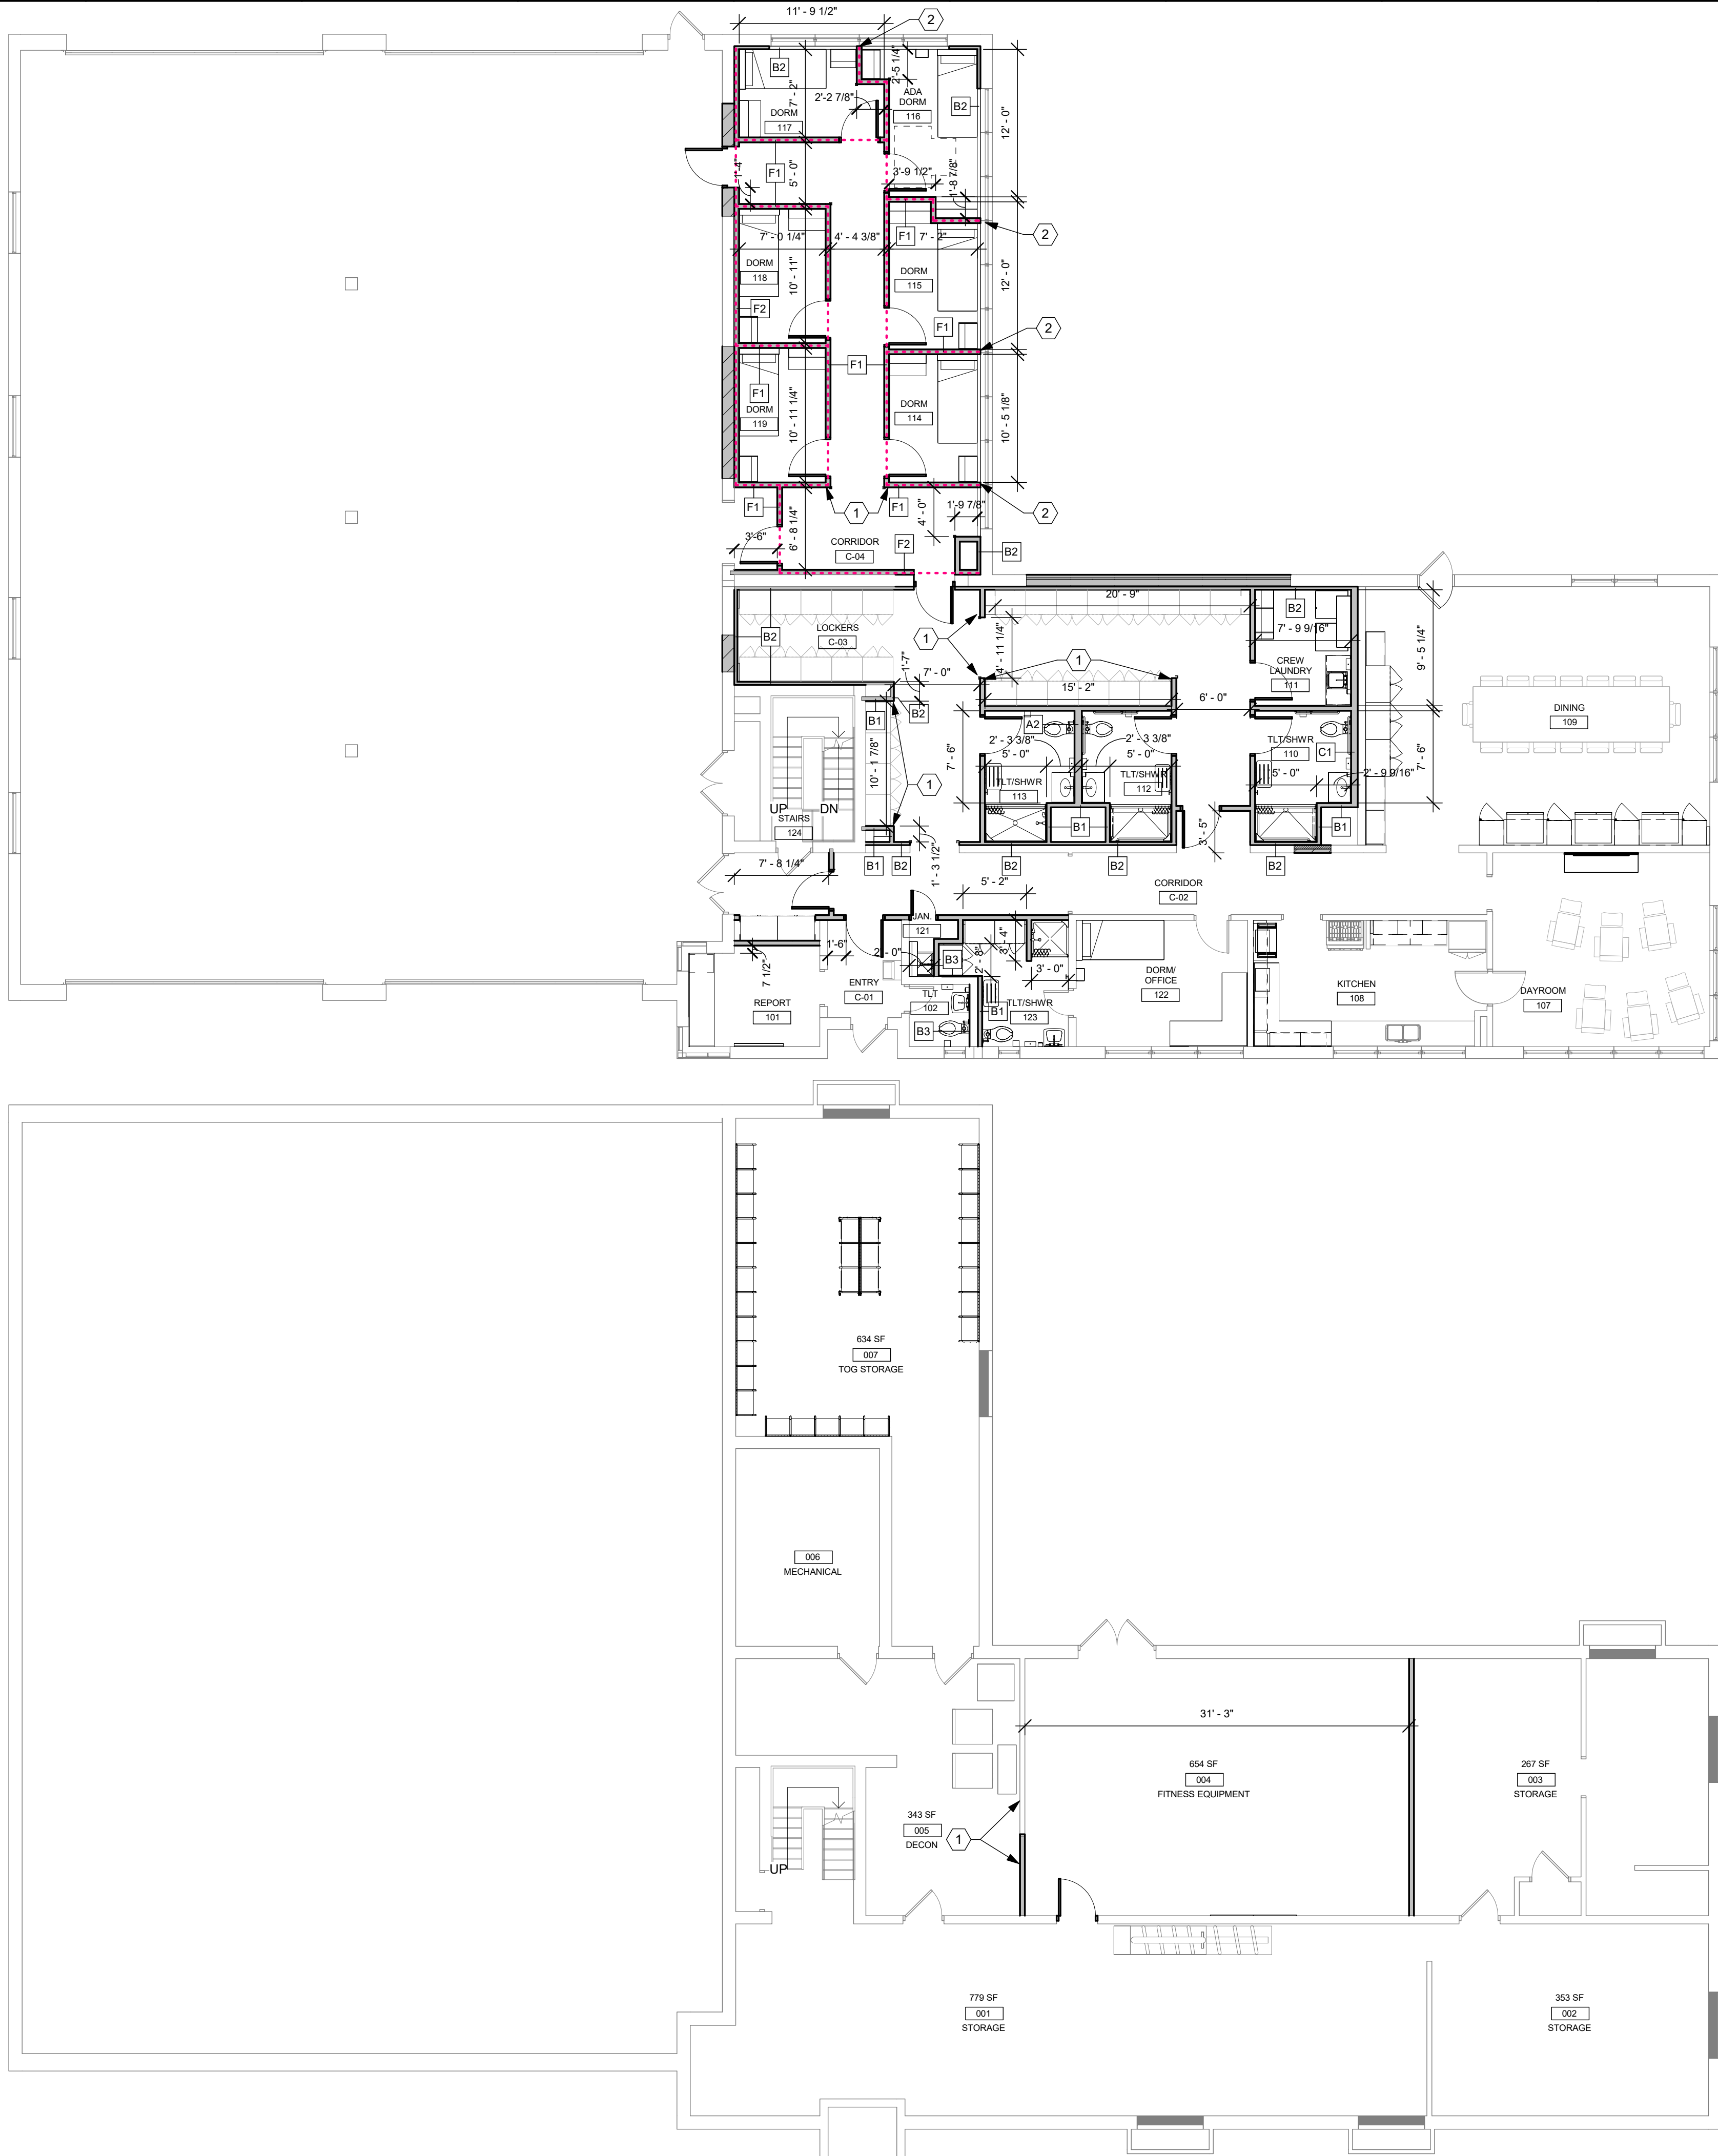 11' - 9 1/2"
2
B2
2'-5 1/4"
7' - 2"
2'-2 7/8"
ADA
DORM
116
B2
DORM
117
12' - 0"
1'-4"
F1
5' - 0"
3'-9 1/2"
1'-8 7/8"
F1
2
7' - 0 1/4"
4' - 4 3/8"
7' - 2"
DORM
118
10' - 11"
DORM
115
12' - 0"
F2
F1
2
F1
F1
DORM
119
10' - 11 1/4"
DORM
114
10' - 5 1/8"
F1
1
F1
1'-9 7/8"
2
3'-6"
6' - 8 1/4"
4' - 0"
CORRIDOR
C-04
F2
B2
20' - 9"
B2
LOCKERS
C-03
B2
1
4' - 11 1/4"
7' - 9 9/16"
9' - 5 1/4"
1'-7"
7' - 0"
1
CREW
LAUNDRY
111
15' - 2"
6' - 0"
DINING
109
B1
B2
A2
2' - 3 3/8"
2' - 3 3/8"
TLT/SHWR
110
C1
10' - 1 7/8"
7' - 6"
5' - 0"
5' - 0"
5' - 0"
2' - 9 9/16"
7' - 6"
1
TLT/SHWR
113
TLT/SHWR
112
UP
DN
STAIRS
124
B1
B1
3' - 5"
B1
B2
7' - 8 1/4"
1' - 3 1/2"
B2
B2
B2
5' - 2"
CORRIDOR
C-02
JAN.
121
1'-6"
2' - 0"
B3
2' - 8"
3' - 4"
3' - 0"
7 1/2"
ENTRY
C-01
REPORT
101
TLT
102
B1
TLT/SHWR
123
B3
DORM/
OFFICE
122
KITCHEN
108
DAYROOM
107
634 SF
007
TOG STORAGE
006
MECHANICAL
31' - 3"
654 SF
004
FITNESS EQUIPMENT
267 SF
003
STORAGE
343 SF
005
DECON
1
UP
779 SF
001
STORAGE
353 SF
002
STORAGE